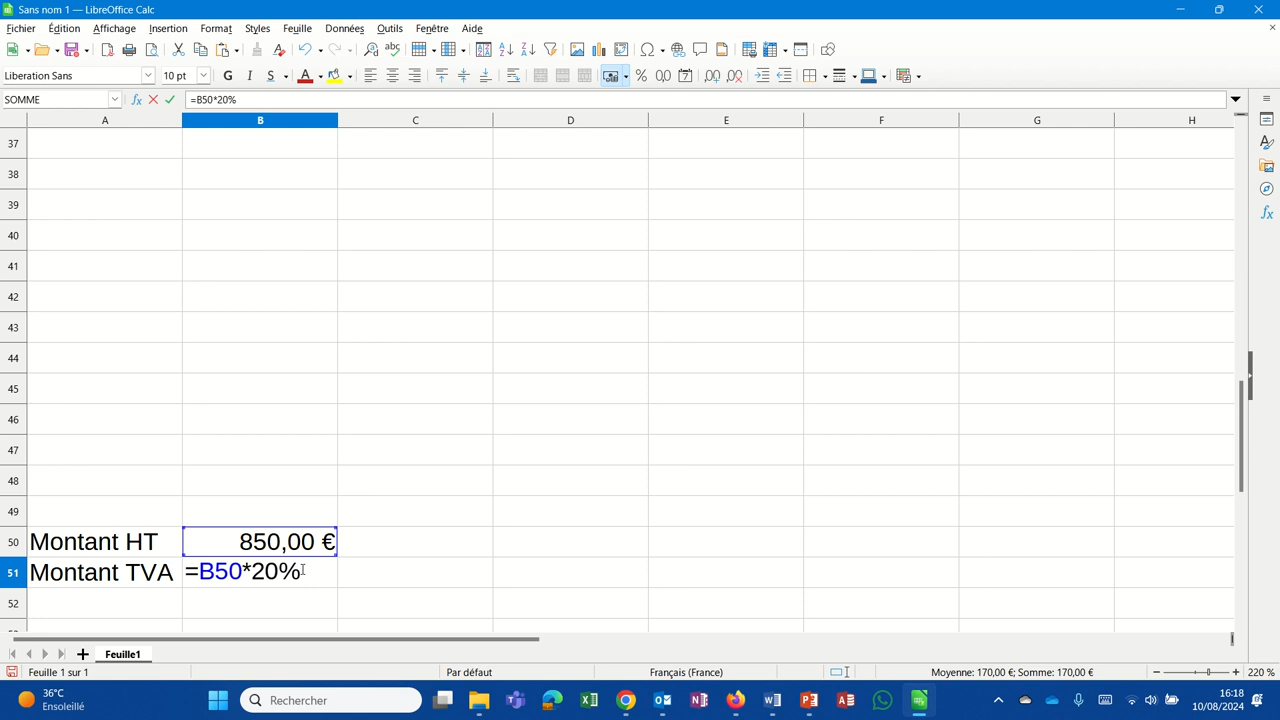 Sans nom 1 — LibreOffice Calc
Fichier Édition Affichage Insertion Format Styles Feuille Données Outils Fenêtre Aide
Liberation Sans 10 pt G I S A
SOMME =B50*20%
A B C D E F G H
37
38
39
40
41
42
43
44
45
46
47
48
49
50 Montant HT 850,00 €
51 Montant TVA =B50*20%
52
Feuille1
Feuille 1 sur 1 Par défaut Français (France) Moyenne: 170,00 €; Somme: 170,00 € 220 %
36°C
Ensoleillé
Rechercher
16:18
10/08/2024